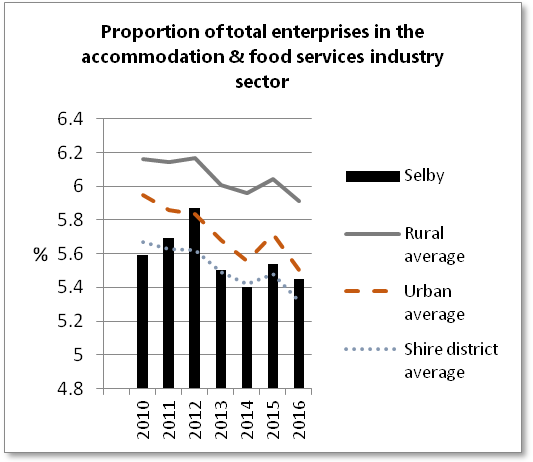 Proportion of total enterprises in the
accommodation & food services industry
sector
6.4
6.2
6
5.8
5.6
5.4
5.2
5
4.8
%
2010
2011
2012
2013
2014
2015
2016
Selby
Rural
average
Urban
average
Shire district
average